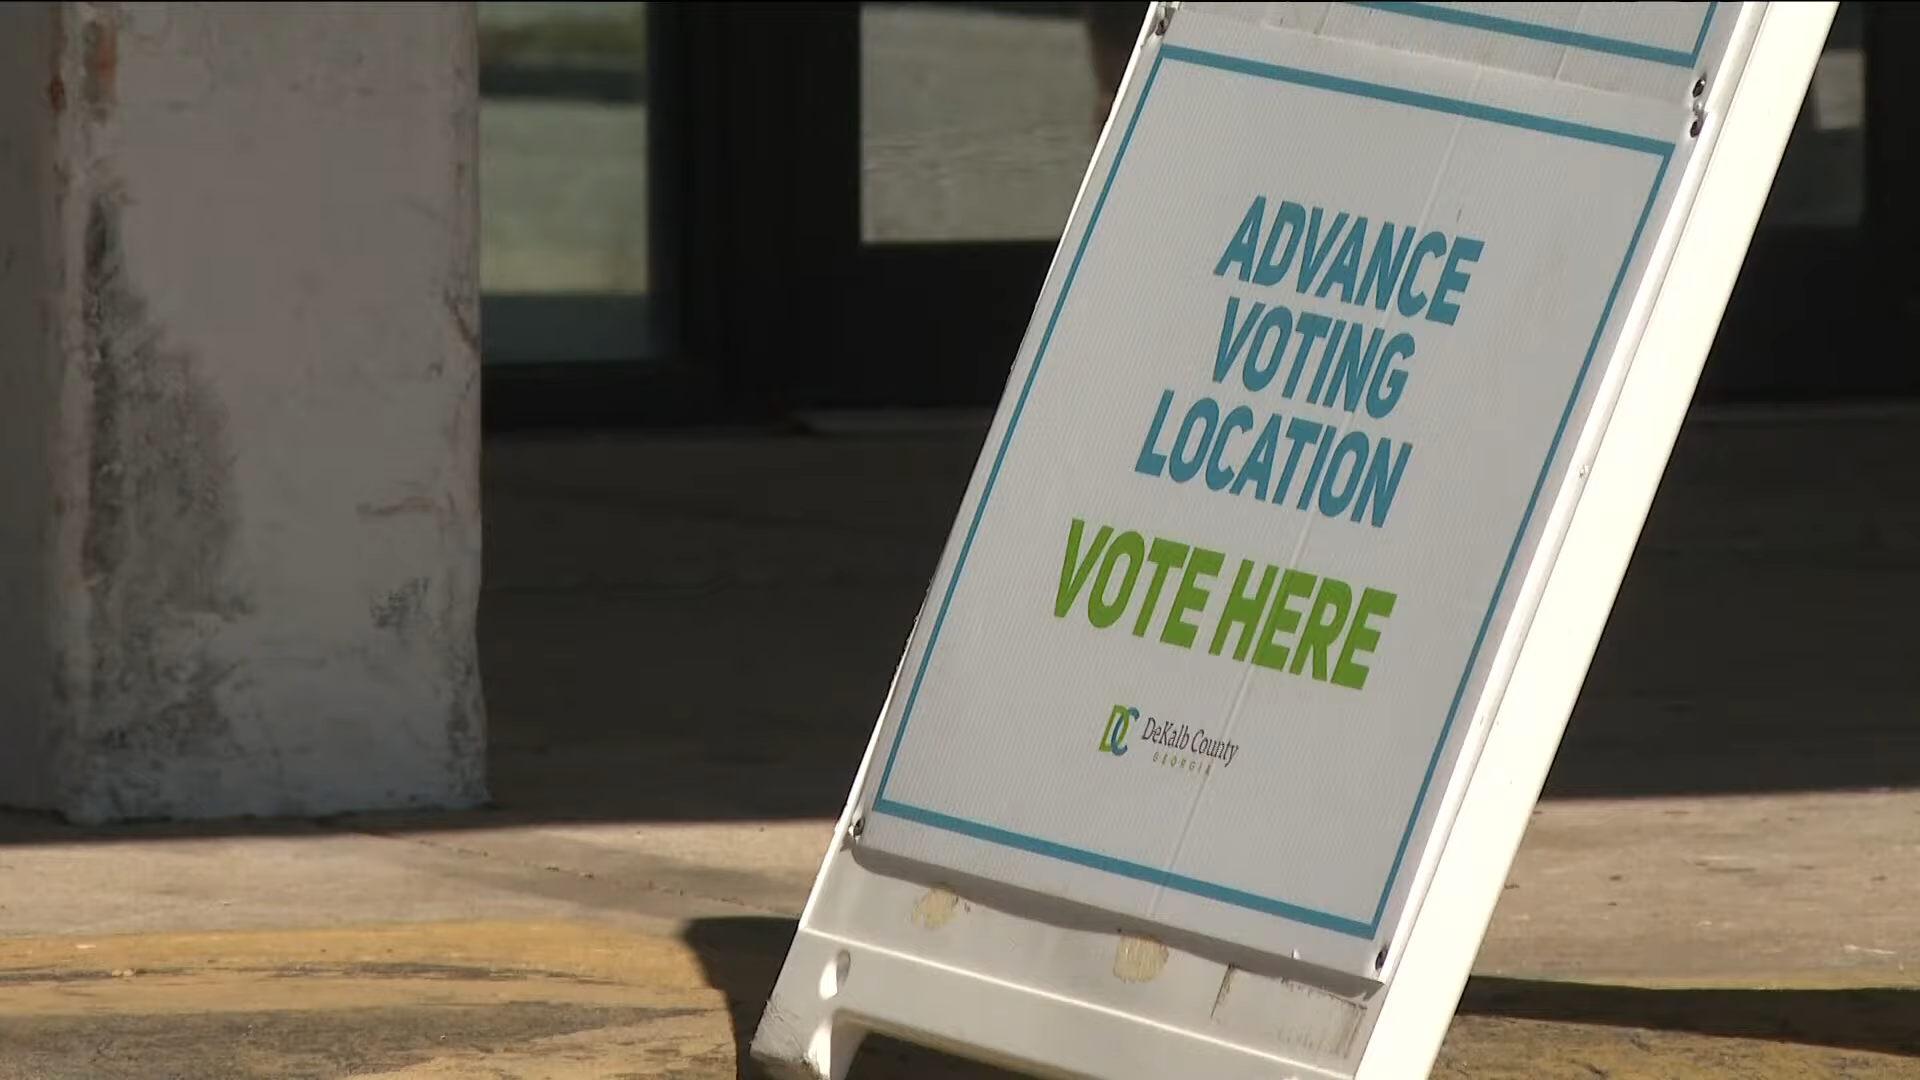 ADVANCE
VOTING
LOCATION
VOTE HERE
DC DeKalb County
GEORGIA